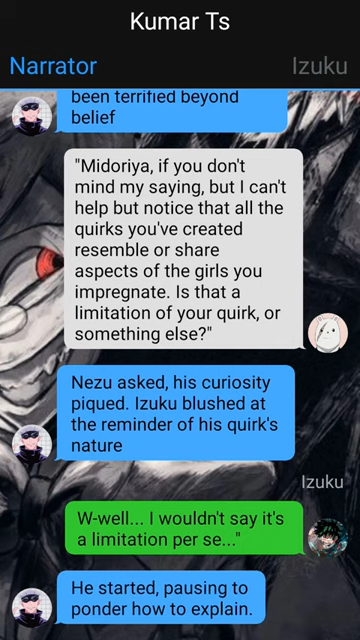 Kumar Ts
Narrator
Izuku
been terrified beyond
belief
"Midoriya, if you don't
mind my saying, but I can't
help but notice that all the
quirks you've created
resemble or share
aspects of the girls you
impregnate. Is that a
limitation of your quirk, or
something else?"
Nezu asked, his curiosity
piqued. Izuku blushed at
the reminder of his quirk's
nature
Izuku
W-well... I wouldn't say it's
a limitation per se..."
He started, pausing to
ponder how to explain.